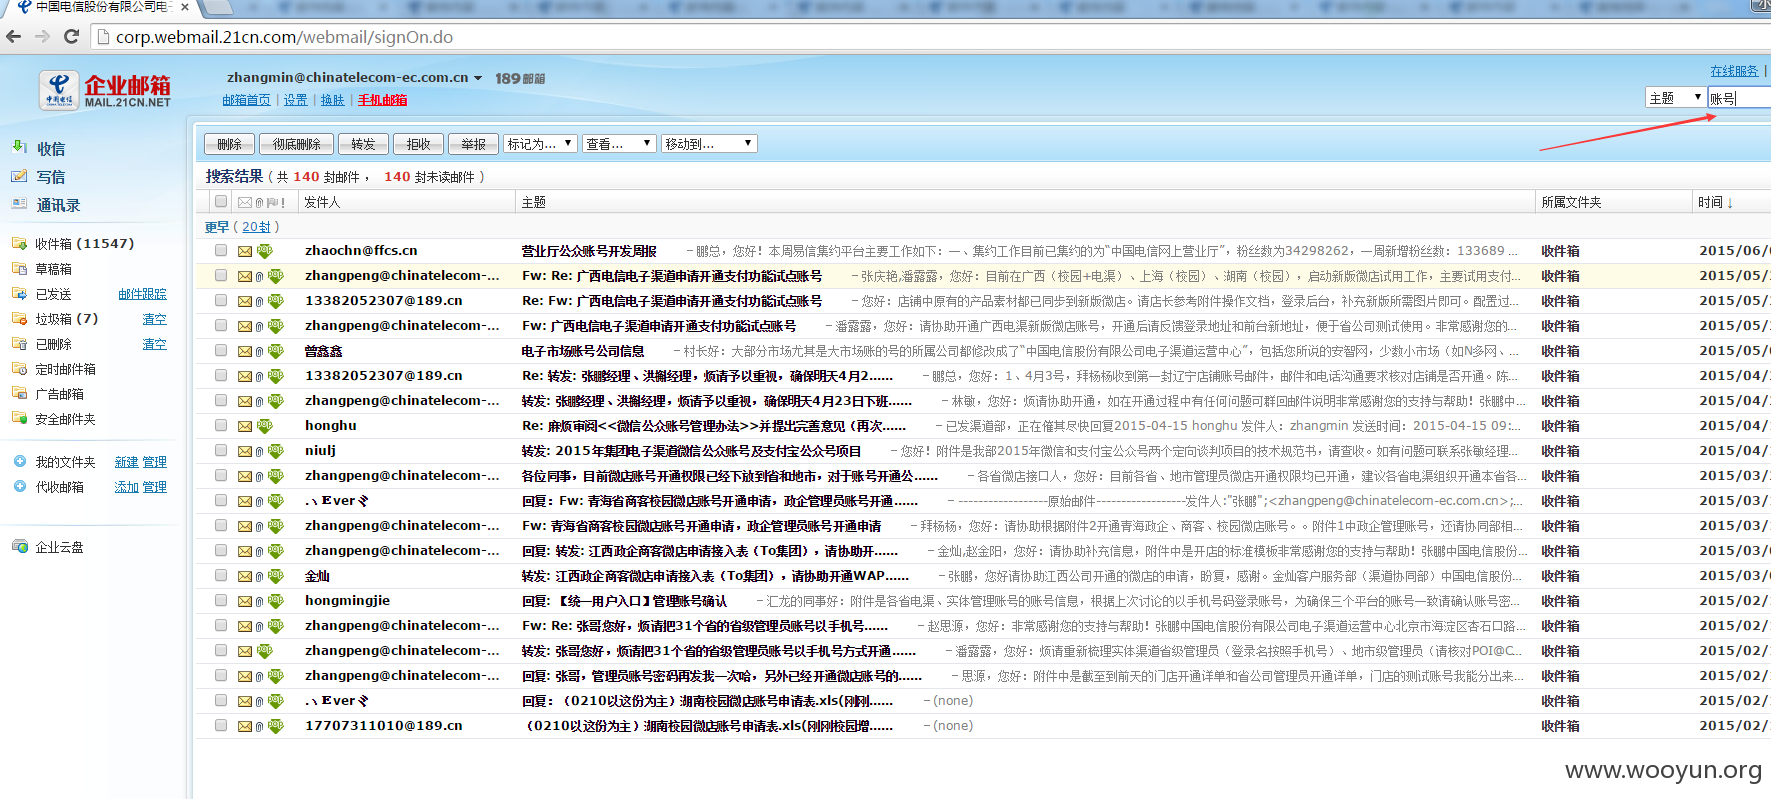 中国电信股份有限公司电子
corp.webmail.21cn.com/webmail/signOn.do
中国电信
企业邮箱
MAIL.21CN.NET
zhangmin@chinatelecom-ec.com.cn 189邮箱
邮箱首页 | 设置 | 换肤 | 手机邮箱
在线服务 |
主题 账号
收信
写信
通讯录
收件箱 (11547)
草稿箱
已发送 邮件跟踪
垃圾箱 (7) 清空
已删除 清空
定时邮件箱
广告邮箱
安全邮件夹
我的文件夹 新建 管理
代收邮箱 添加 管理
企业云盘
删除 彻底删除 转发 拒收 举报 标记为... 查看... 移动到...
搜索结果 ( 共 140 封邮件 ， 140 封未读邮件 )
发件人 主题 所属文件夹 时间 ↓
更早 ( 20封 )
zhaochn@ffcs.cn 营业厅公众账号开发周报 – 鹏总，您好！本周易信集约平台主要工作如下：一、集约工作目前已集约的为“中国电信网上营业厅”，粉丝数为34298262，一周新增粉丝数：133689 ... 收件箱 2015/06/
zhangpeng@chinatelecom-... Fw: Re: 广西电信电子渠道申请开通支付功能试点账号 – 张庆艳,潘露露，您好：目前在广西（校园+电渠）、上海（校园）、湖南（校园），启动新版微店试用工作，主要试用支付... 收件箱 2015/05/
13382052307@189.cn Re: Fw: 广西电信电子渠道申请开通支付功能试点账号 – 您好：店铺中原有的产品素材都已同步到新版微店。请店长参考附件操作文档，登录后台，补充新版所需图片即可。配置过... 收件箱 2015/05/
zhangpeng@chinatelecom-... Fw: 广西电信电子渠道申请开通支付功能试点账号 – 潘露露，您好：请协助开通广西电渠新版微店账号，开通后请反馈登录地址和前台新地址，便于省公司测试使用。非常感谢您的... 收件箱 2015/05/
曾鑫鑫 电子市场账号公司信息 – 村长好：大部分市场尤其是大市场账的号的所属公司都修改成了“中国电信股份有限公司电子渠道运营中心”，包括您所说的安智网，少数小市场（如N多网、... 收件箱 2015/05/
13382052307@189.cn Re: 转发: 张鹏经理、洪搠经理，烦请予以重视，确保明天4月2...... – 鹏总，您好：1、4月3号，拜杨杨收到第一封辽宁店铺账号邮件，邮件和电话沟通要求核对店铺是否开通。陈... 收件箱 2015/04/
zhangpeng@chinatelecom-... 转发: 张鹏经理、洪搠经理，烦请予以重视，确保明天4月23日下班...... – 林敏，您好：烦请协助开通，如在开通过程中有任何问题可群回邮件说明非常感谢您的支持与帮助！张鹏中... 收件箱 2015/04/
honghu Re: 麻烦审阅<<微信公众账号管理办法>>并提出完善意见（再次...... – 已发渠道部，正在催其尽快回复2015-04-15 honghu 发件人：zhangmin 发送时间：2015-04-15 09:... 收件箱 2015/04/
niulj 转发: 2015年集团电子渠道微信公众账号及支付宝公众号项目 – 您好！附件是我部2015年微信和支付宝公众号两个定向谈判项目的技术规范书，请查收。如有问题可联系张敏经理... 收件箱 2015/04/
zhangpeng@chinatelecom-... 各位同事，目前微店账号开通权限已经下放到省和地市，对于账号开通公...... – 各省微店接口人，您好：目前各省、地市管理员微店开通权限均已开通，建议各省电渠组织开通本省各... 收件箱 2015/03/
Ever 回复: Fw: 青海省商客校园微店账号开通申请，政企管理员账号开通...... – ------------------原始邮件------------------发件人:"张鹏";<zhangpeng@chinatelecom-ec.com.cn>;... 收件箱 2015/03/
zhangpeng@chinatelecom-... Fw: 青海省商客校园微店账号开通申请，政企管理员账号开通申请 – 拜杨杨，您好：请协助根据附件2开通青海政企、商客、校园微店账号。。附件1中政企管理账号，还请协同部相... 收件箱 2015/03/
zhangpeng@chinatelecom-... 回复: 转发: 江西政企商客微店申请接入表（To集团），请协助开...... – 金灿,赵金阳，您好：请协助补充信息，附件中是开店的标准模板非常感谢您的支持与帮助！张鹏中国电信股份... 收件箱 2015/03/
金灿 转发: 江西政企商客微店申请接入表（To集团），请协助开通WAP...... – 张鹏，您好请协助江西公司开通的微店的申请，盼复，感谢。金灿客户服务部（渠道协同部）中国电信股份... 收件箱 2015/03/
hongmingjie 回复: 【统一用户入口】管理账号确认 – 汇龙的同事好：附件是各省电渠、实体管理账号的账号信息，根据上次讨论的以手机号码登录账号，为确保三个平台的账号一致请确认账号密... 收件箱 2015/02/
zhangpeng@chinatelecom-... Fw: Re: 张哥您好，烦请把31个省的省级管理员账号以手机号...... – 赵思源，您好：非常感谢您的支持与帮助！张鹏中国电信股份有限公司电子渠道运营中心北京市海淀区杏石口路... 收件箱 2015/02/
zhangpeng@chinatelecom-... 转发: 张哥您好，烦请把31个省的省级管理员账号以手机号方式开通...... – 潘露露，您好：烦请重新梳理实体渠道省级管理员（登录名按照手机号）、地市级管理员（请核对POI@C... 收件箱 2015/02/
zhangpeng@chinatelecom-... 回复: 张哥，管理员账号密码再发我一次哈，另外已经开通微店账号的...... – 思源，您好：附件中是截至到前天的门店开通详单和省公司管理员开通详单，门店的测试账号我能分出来... 收件箱 2015/02/
Ever 回复: （0210以这份为主）湖南校园微店账号申请表.xls(刚刚...... – (none) 收件箱 2015/02/
17707311010@189.cn （0210以这份为主）湖南校园微店账号申请表.xls(刚刚校园增...... – (none) 收件箱 2015/02/
www.wooyun.org